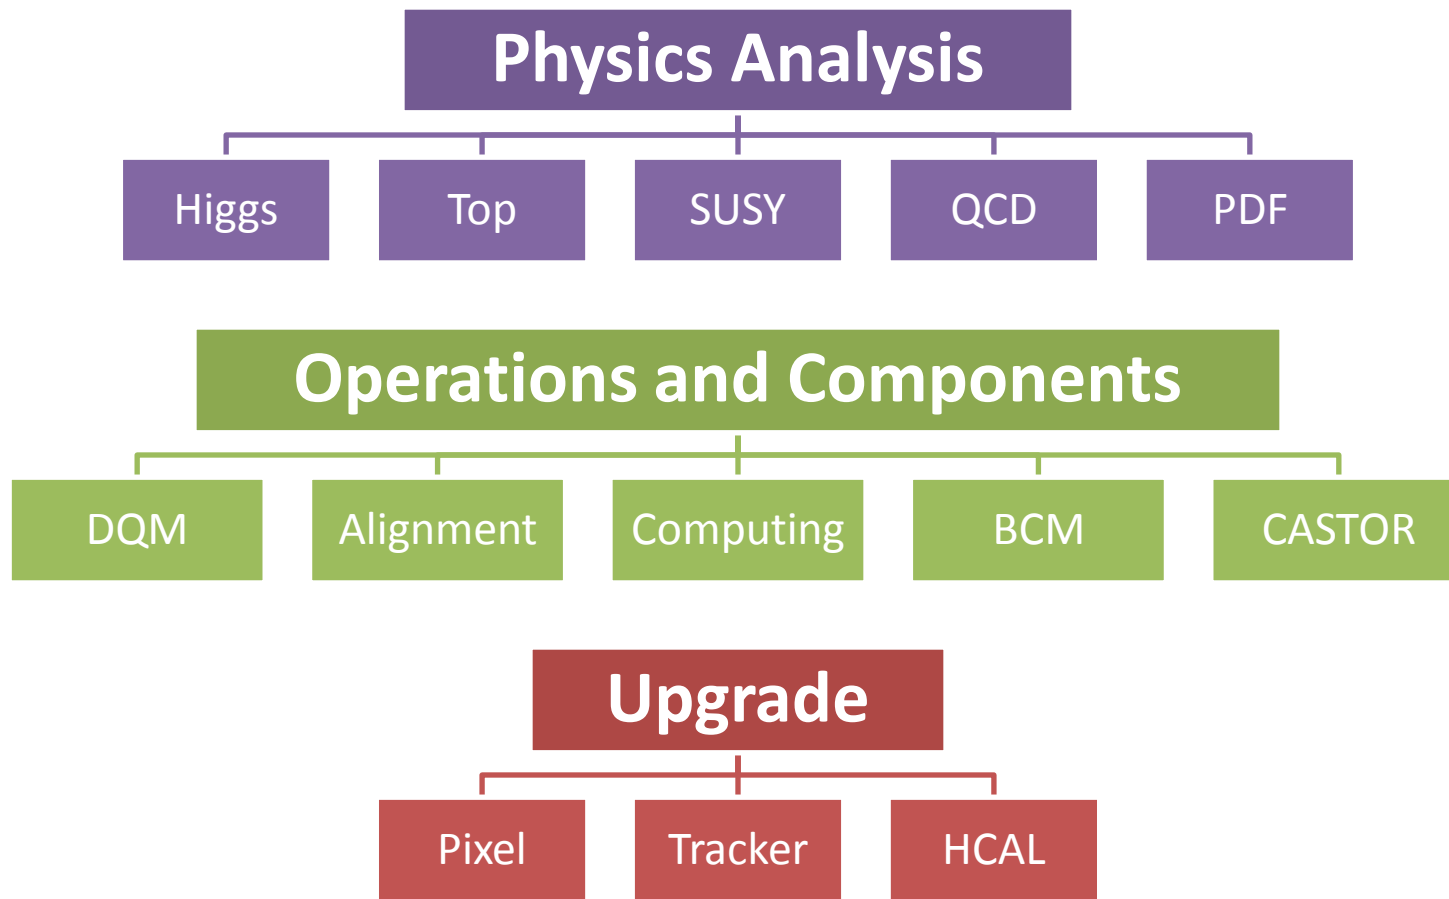 Physics Analysis
Higgs
Top
SUSY
QCD
PDF
Operations and Components
DQM
Alignment
Computing
BCM
CASTOR
Upgrade
Pixel
Tracker
HCAL